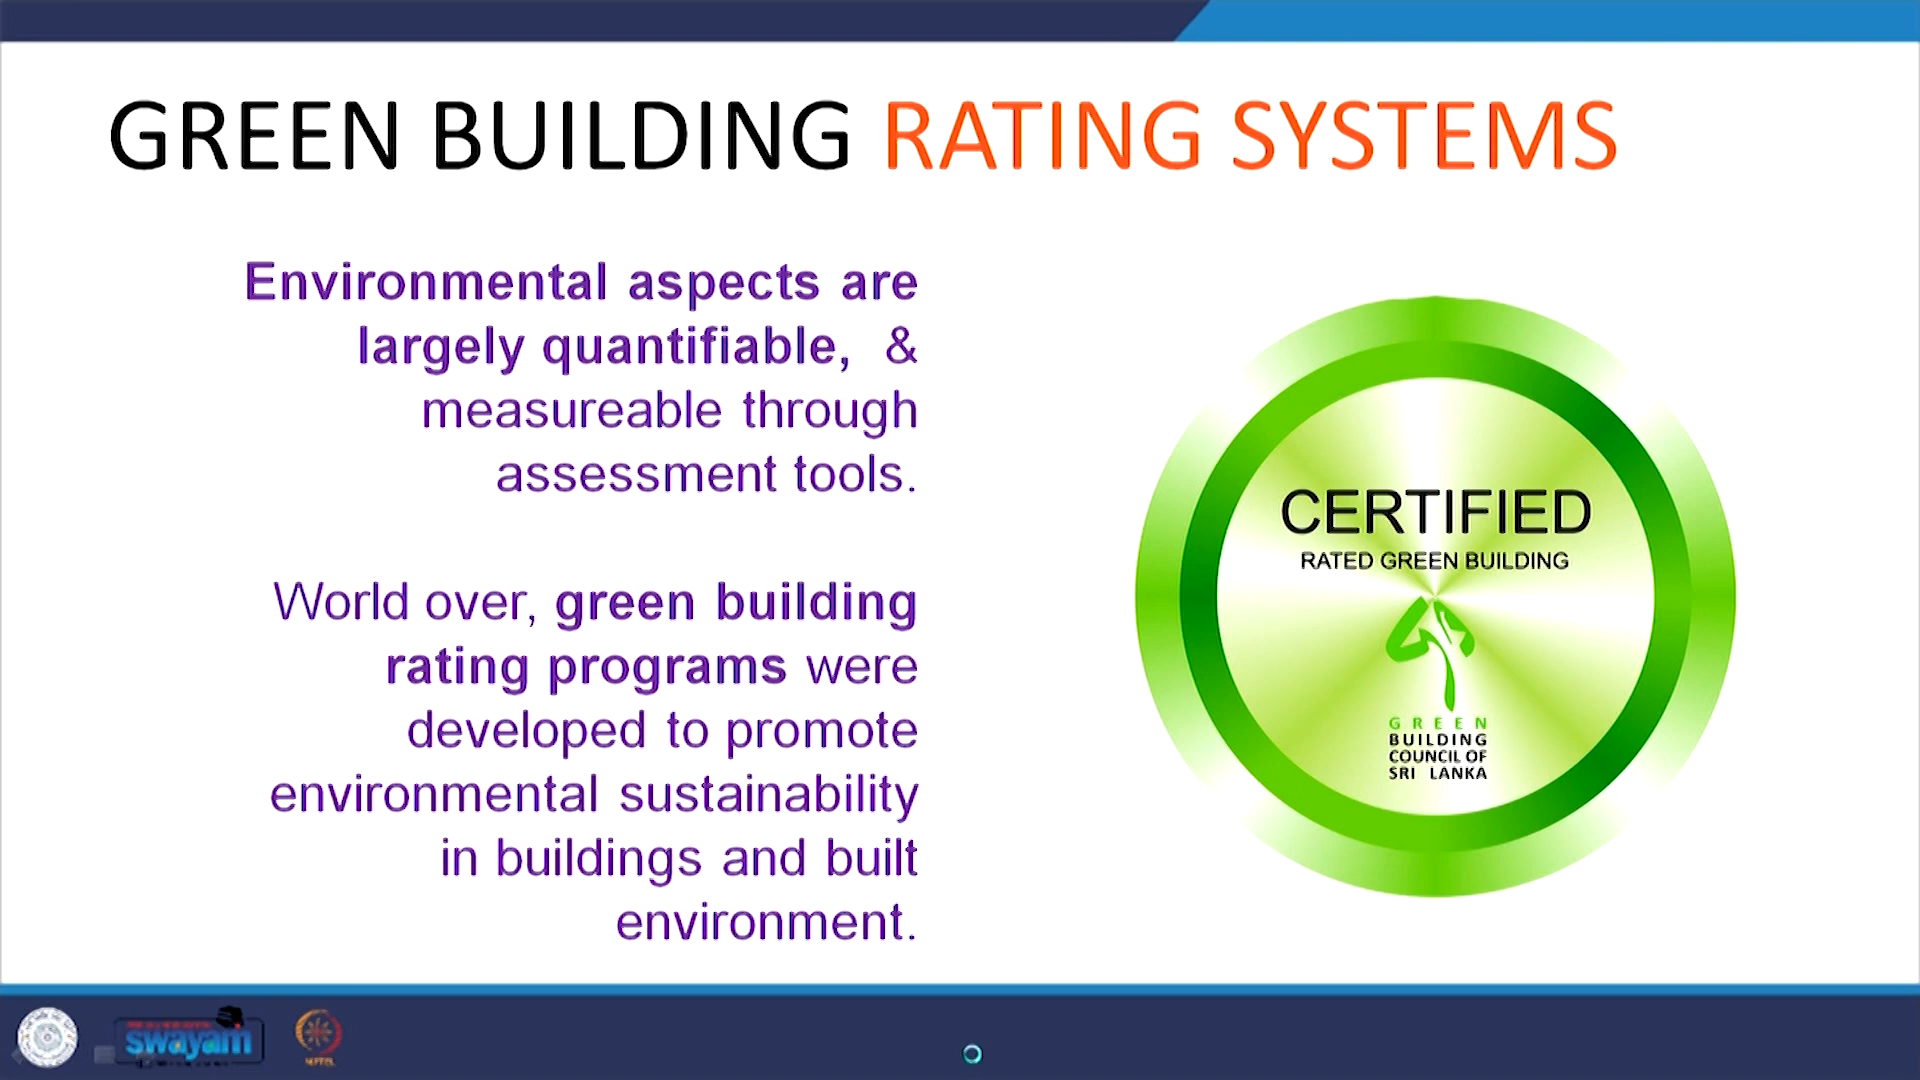 GREEN BUILDING RATING SYSTEMS
Environmental aspects are
largely quantifiable, &
measureable through
assessment tools.
World over, green building
rating programs were
developed to promote
environmental sustainability
in buildings and built
environment.
CERTIFIED
RATED GREEN BUILDING
GREEN
BUILDING
COUNCIL OF
SRI LANKA
swayam